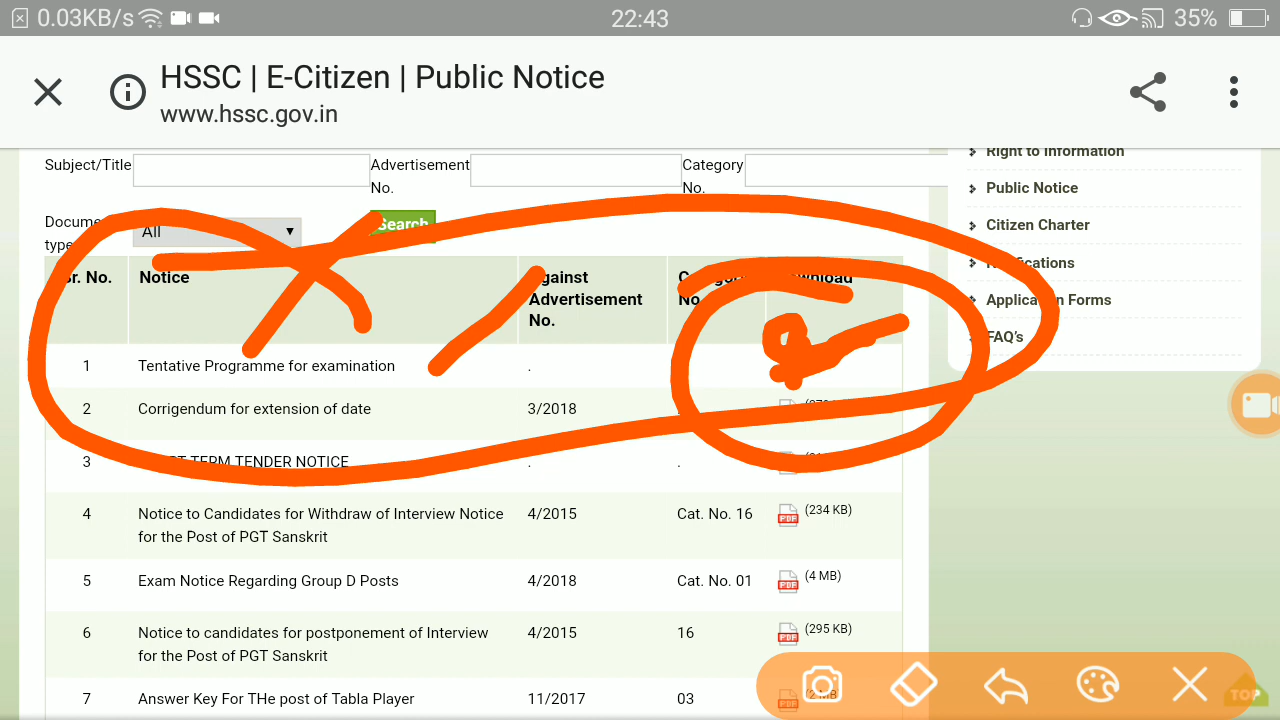 0.03KB/s 22:43 35%
HSSC | E-Citizen | Public Notice
www.hssc.gov.in
Subject/Title Advertisement No. Category No.
Right to Information
Public Notice
Citizen Charter
Application Forms
FAQ's
All
Search
No. Notice Against Advertisement No. No.
1 Tentative Programme for examination .
2 Corrigendum for extension of date 3/2018
3 TERM TENDER NOTICE . .
4 Notice to Candidates for Withdraw of Interview Notice for the Post of PGT Sanskrit 4/2015 Cat. No. 16 PDF (234 KB)
5 Exam Notice Regarding Group D Posts 4/2018 Cat. No. 01 PDF (4 MB)
6 Notice to candidates for postponement of Interview for the Post of PGT Sanskrit 4/2015 16 PDF (295 KB)
7 Answer Key For THe post of Tabla Player 11/2017 03
TOP